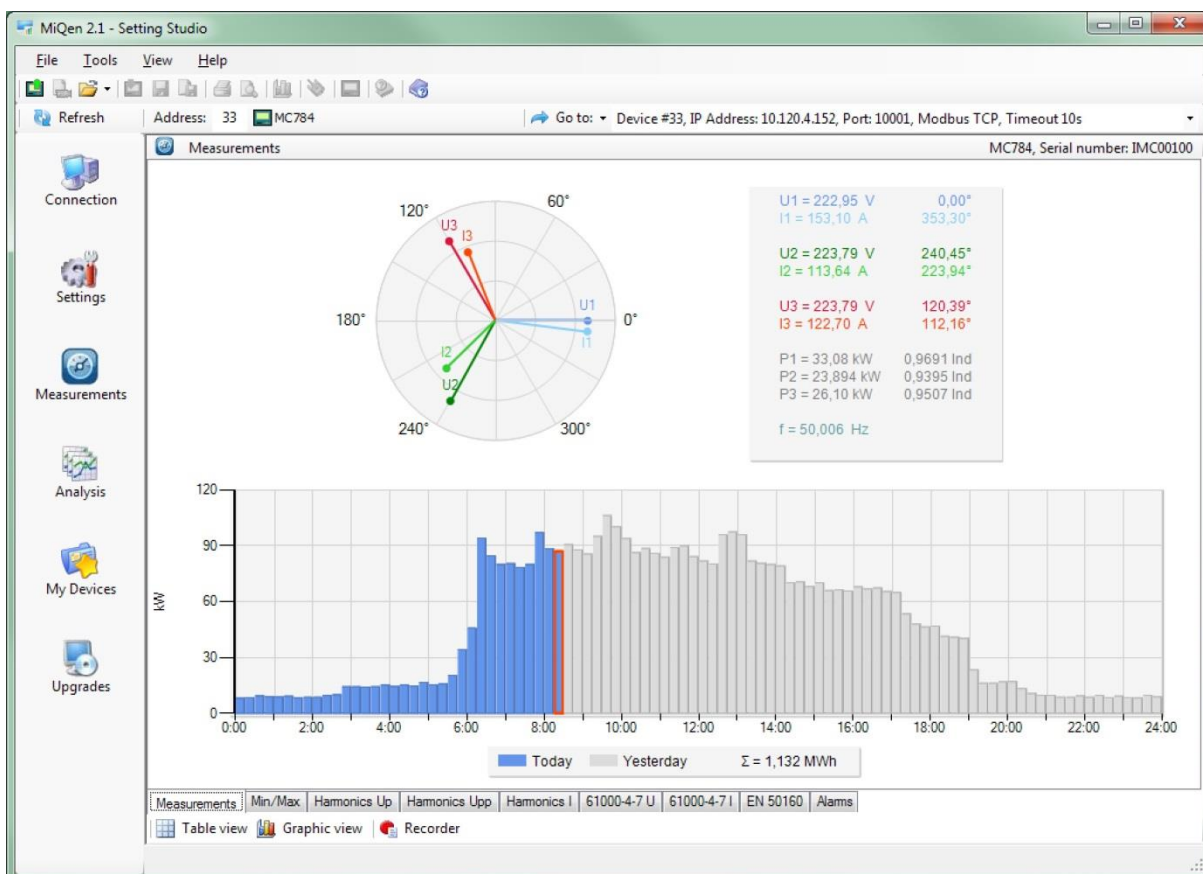 MiQen 2.1 - Setting Studio
File Tools View Help
Refresh Address: 33 MC784 Go to: Device #33, IP Address: 10.120.4.152, Port: 10001, Modbus TCP, Timeout 10s
Measurements MC784, Serial number: IMC00100
Connection
Settings
Measurements
Analysis
My Devices
Upgrades
120° 60°
U3 I3
180° U1 0°
I1
I2
U2
240° 300°
U1 = 222,95 V 0,00°
I1 = 153,10 A 353,30°
U2 = 223,79 V 240,45°
I2 = 113,64 A 223,94°
U3 = 223,79 V 120,39°
I3 = 122,70 A 112,16°
P1 = 33,08 kW 0,9691 Ind
P2 = 23,894 kW 0,9395 Ind
P3 = 26,10 kW 0,9507 Ind
f = 50,006 Hz
120
90
60
30
0
kW
0:00 2:00 4:00 6:00 8:00 10:00 12:00 14:00 16:00 18:00 20:00 22:00 24:00
Today Yesterday Σ = 1,132 MWh
Measurements Min/Max Harmonics Up Harmonics Upp Harmonics I 61000-4-7 U 61000-4-7 I EN 50160 Alarms
Table view Graphic view Recorder